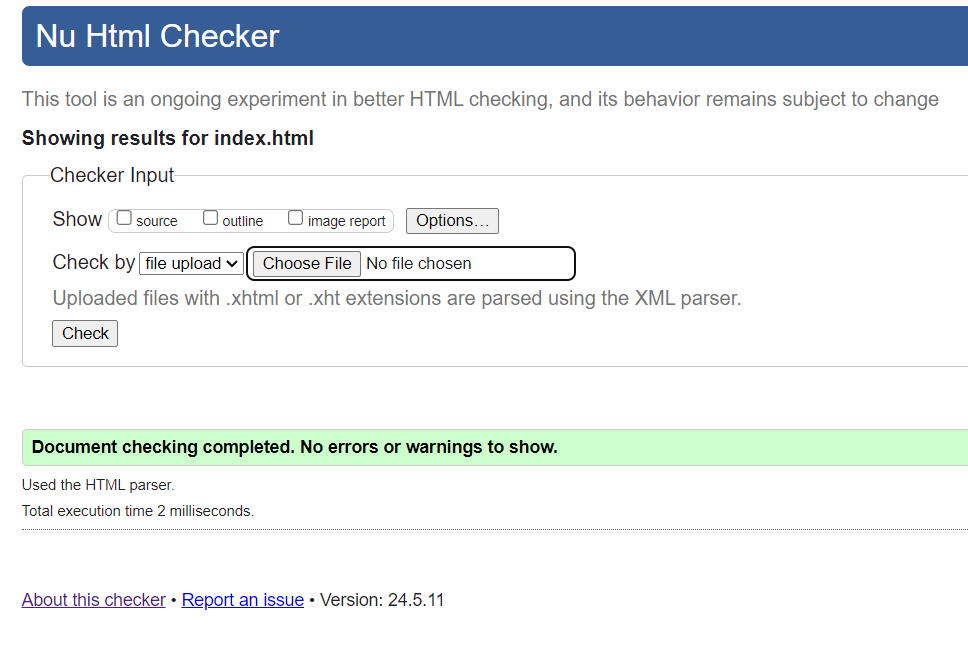 Nu Html Checker
This tool is an ongoing experiment in better HTML checking, and its behavior remains subject to change
Showing results for index.html
Checker Input
Show source outline image report Options...
Check by file upload Choose File No file chosen
Uploaded files with .xhtml or .xht extensions are parsed using the XML parser.
Check
Document checking completed. No errors or warnings to show.
Used the HTML parser.
Total execution time 2 milliseconds.
About this checker • Report an issue • Version: 24.5.11